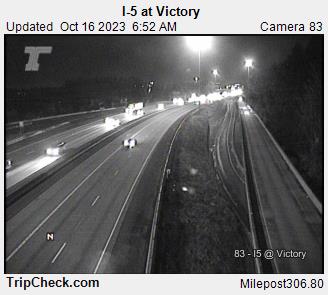 I-5 at Victory
Updated Oct 16 2023 6:52 AM Camera 83
T
N
83 - I5 @ Victory
TripCheck.com Milepost306.80